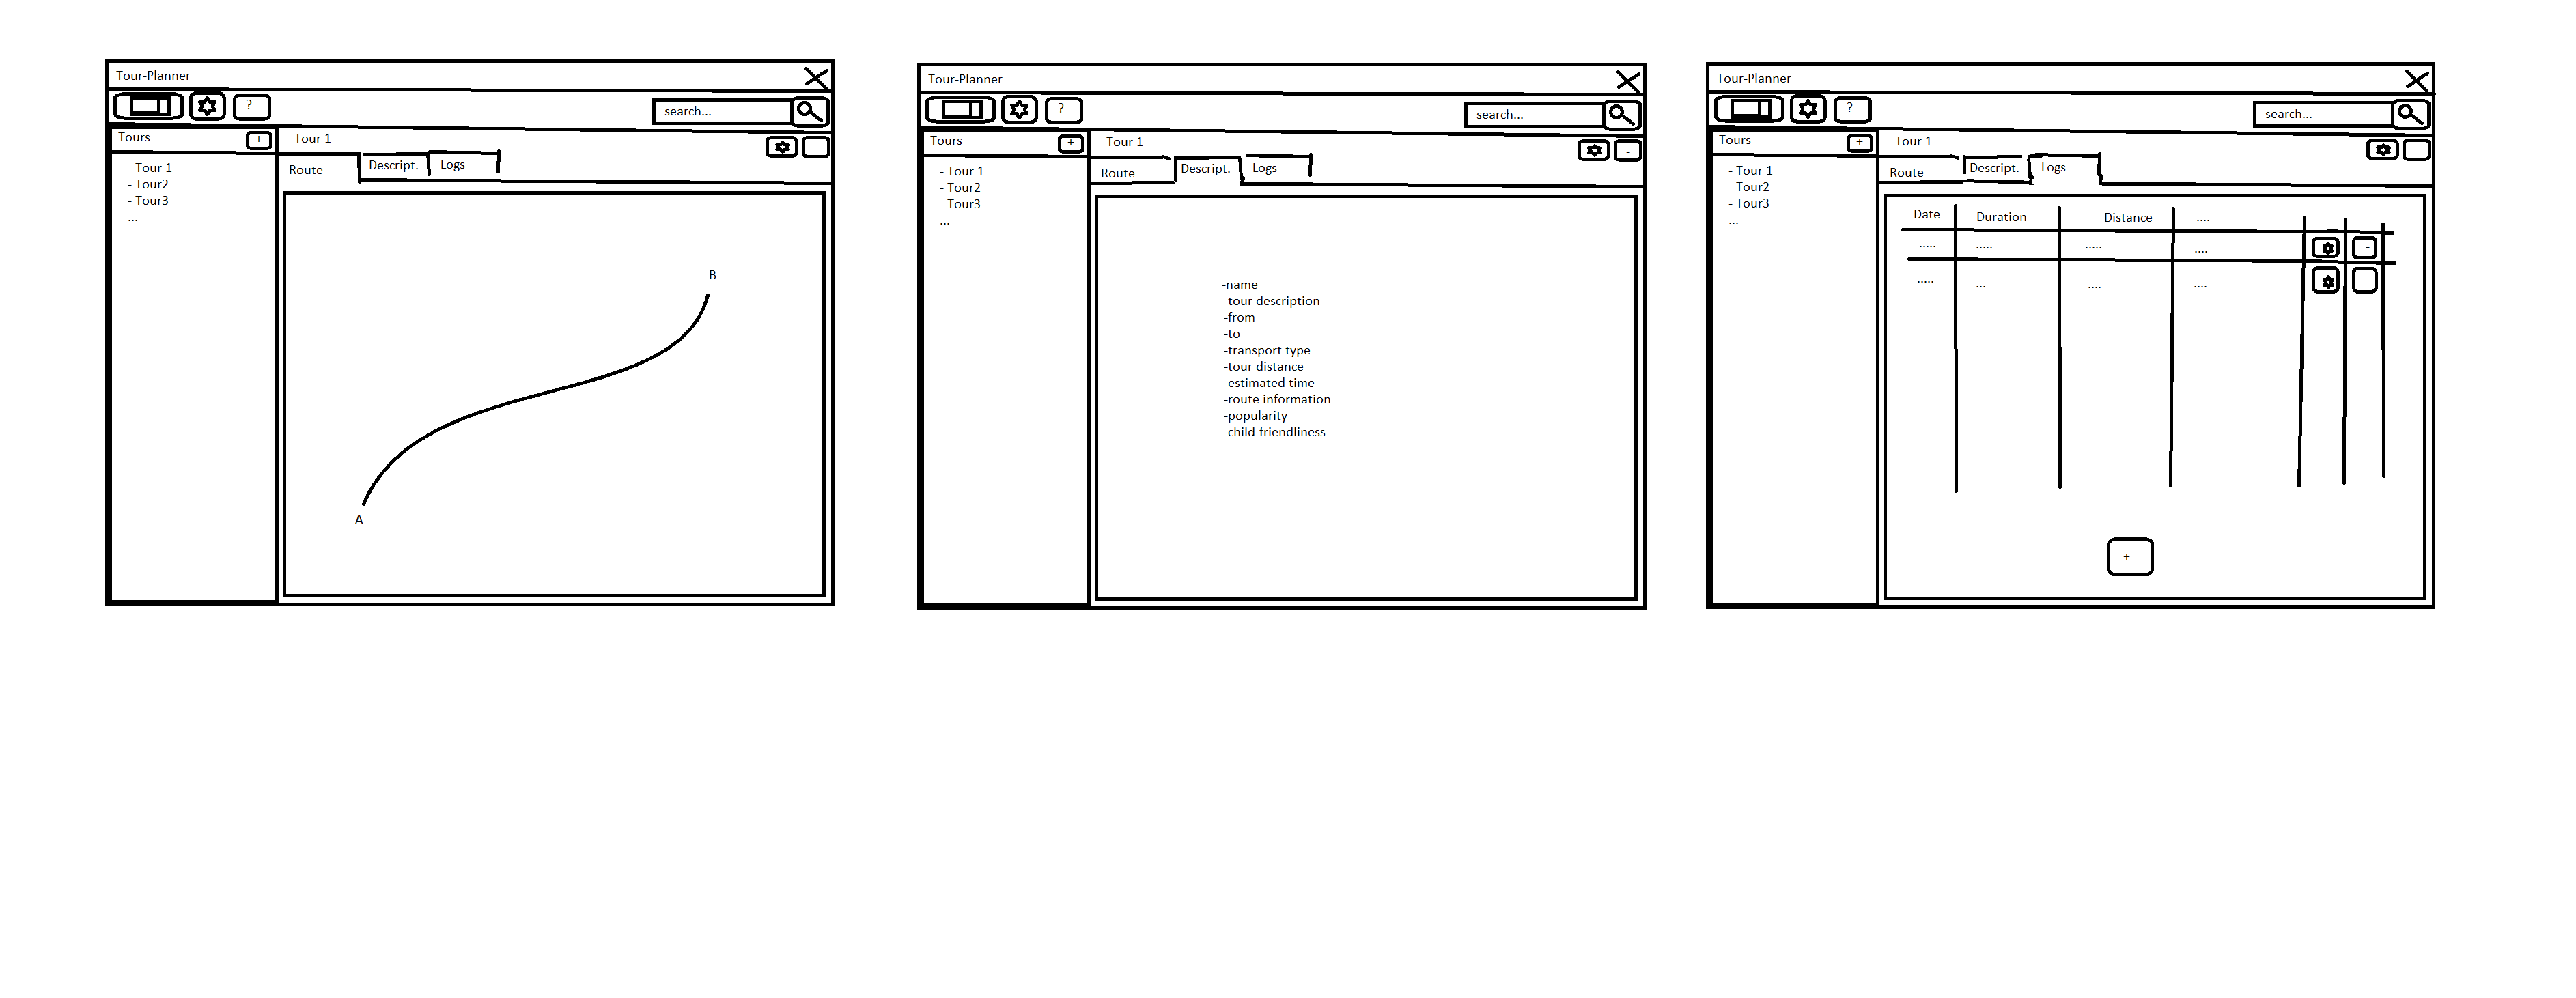 Tour-Planner
?
search...
Tours
+
Tour 1
-
Route
Descript.
Logs
- Tour 1
- Tour2
- Tour3
...
B
A
Tour-Planner
?
search...
Tours
+
Tour 1
-
Route
Descript.
Logs
- Tour 1
- Tour2
- Tour3
...
-name
-tour description
-from
-to
-transport type
-tour distance
-estimated time
-route information
-popularity
-child-friendliness
Tour-Planner
?
search...
Tours
+
Tour 1
-
Route
Descript.
Logs
- Tour 1
- Tour2
- Tour3
...
Date Duration Distance ....
..... ..... ..... .... -
..... ... .... .... -
+